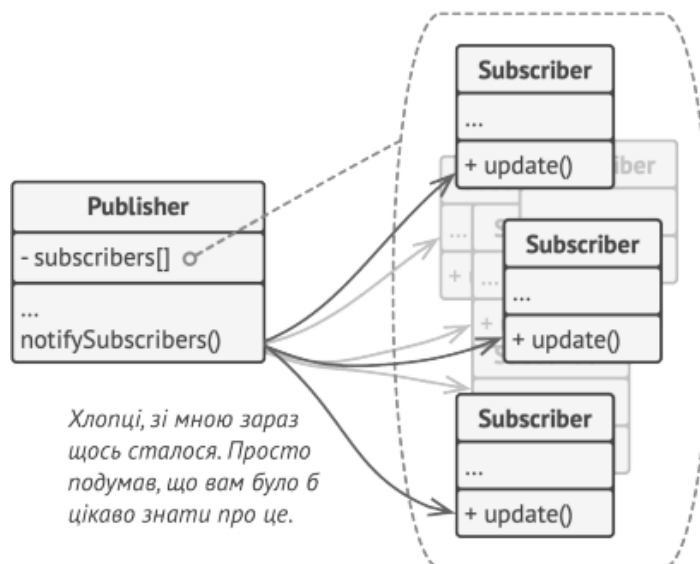 Publisher
- subscribers[]
...
notifySubscribers()
Хлопці, зі мною зараз
щось сталося. Просто
подумав, що вам було б
цікаво знати про це.
Subscriber
...
+ update()
...
+
...
+
Subscriber
...
+ update()
Subscriber
...
+ update()